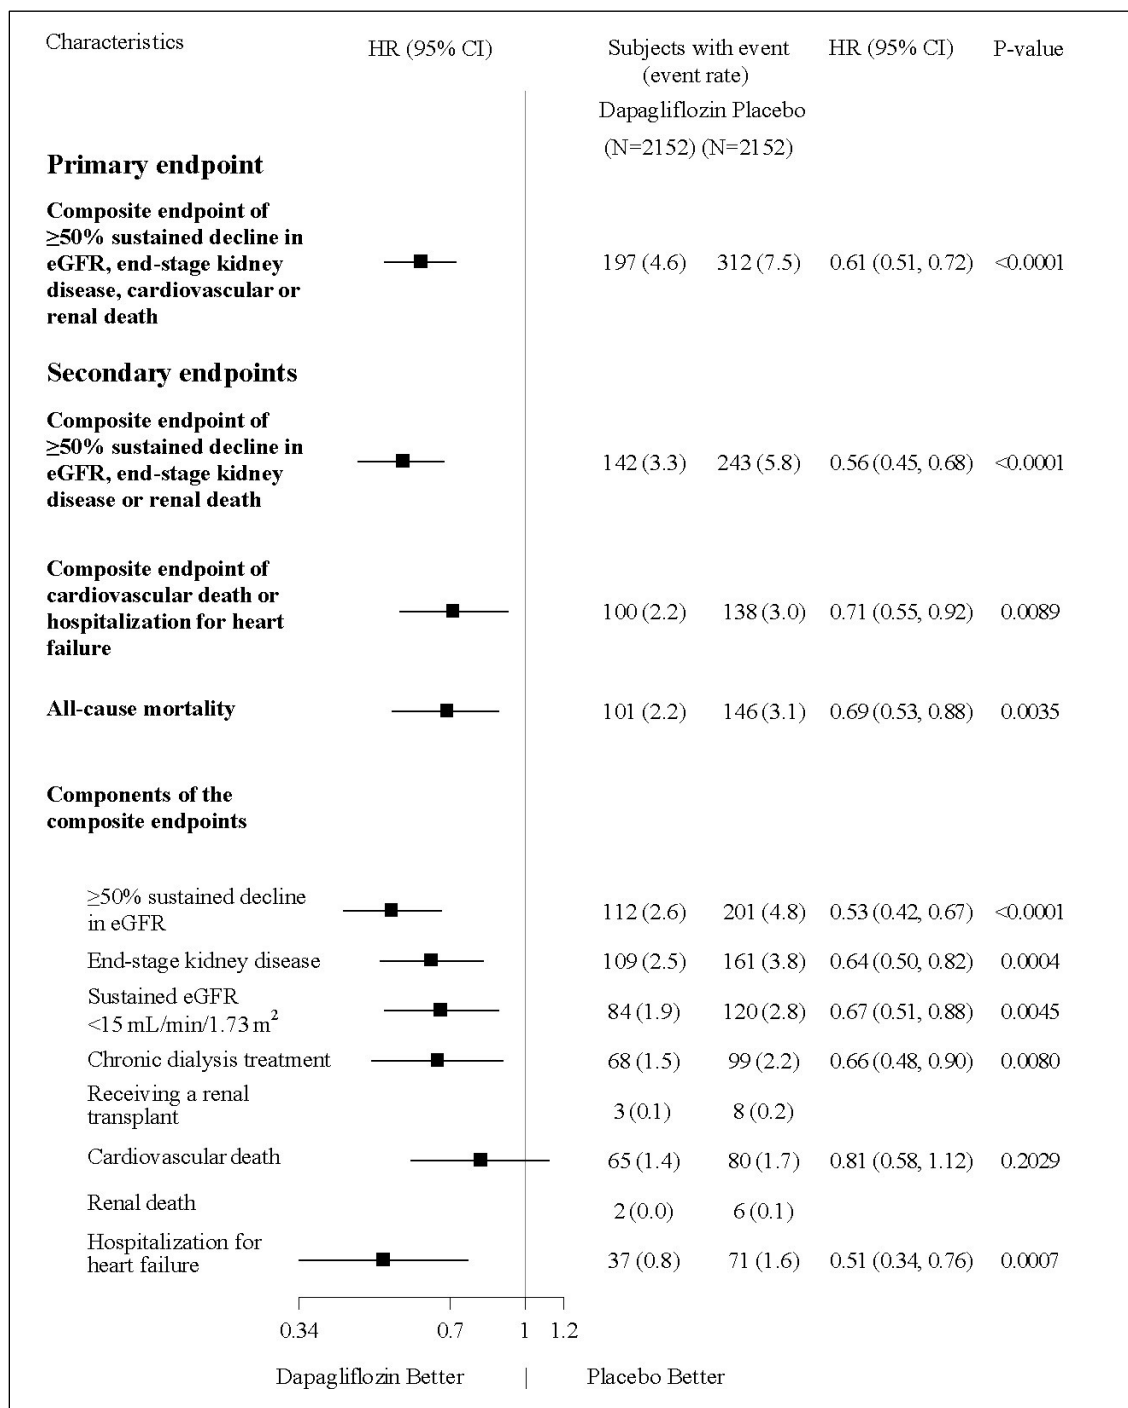 Characteristics HR (95% CI) Subjects with event HR (95% CI) P-value
(event rate)
Dapagliflozin Placebo
(N=2152) (N=2152)
Primary endpoint
Composite endpoint of
≥50% sustained decline in
eGFR, end-stage kidney 197 (4.6) 312 (7.5) 0.61 (0.51, 0.72) <0.0001
disease, cardiovascular or
renal death
Secondary endpoints
Composite endpoint of
≥50% sustained decline in
eGFR, end-stage kidney 142 (3.3) 243 (5.8) 0.56 (0.45, 0.68) <0.0001
disease or renal death
Composite endpoint of
cardiovascular death or
hospitalization for heart 100 (2.2) 138 (3.0) 0.71 (0.55, 0.92) 0.0089
failure
All-cause mortality 101 (2.2) 146 (3.1) 0.69 (0.53, 0.88) 0.0035
Components of the
composite endpoints
≥50% sustained decline
in eGFR 112 (2.6) 201 (4.8) 0.53 (0.42, 0.67) <0.0001
End-stage kidney disease 109 (2.5) 161 (3.8) 0.64 (0.50, 0.82) 0.0004
Sustained eGFR
<15 mL/min/1.73 m² 84 (1.9) 120 (2.8) 0.67 (0.51, 0.88) 0.0045
Chronic dialysis treatment 68 (1.5) 99 (2.2) 0.66 (0.48, 0.90) 0.0080
Receiving a renal
transplant 3 (0.1) 8 (0.2)
Cardiovascular death 65 (1.4) 80 (1.7) 0.81 (0.58, 1.12) 0.2029
Renal death 2 (0.0) 6 (0.1)
Hospitalization for
heart failure 37 (0.8) 71 (1.6) 0.51 (0.34, 0.76) 0.0007
0.34 0.7 1 1.2
Dapagliflozin Better | Placebo Better